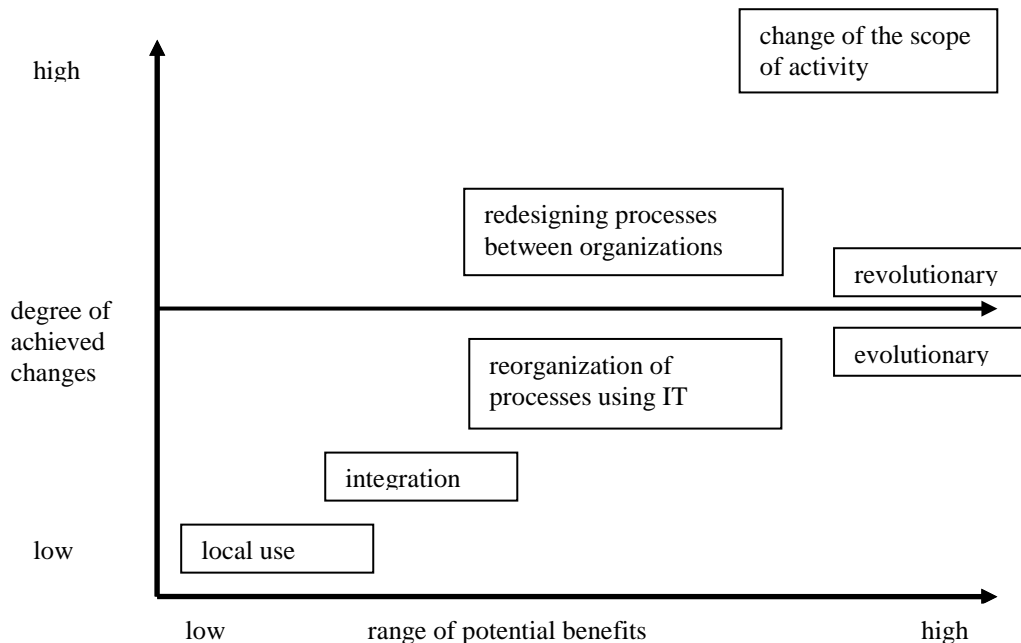 change of the scope
of activity
high
redesigning processes
between organizations
revolutionary
degree of
achieved
changes
evolutionary
reorganization of
processes using IT
integration
local use
low
low range of potential benefits high